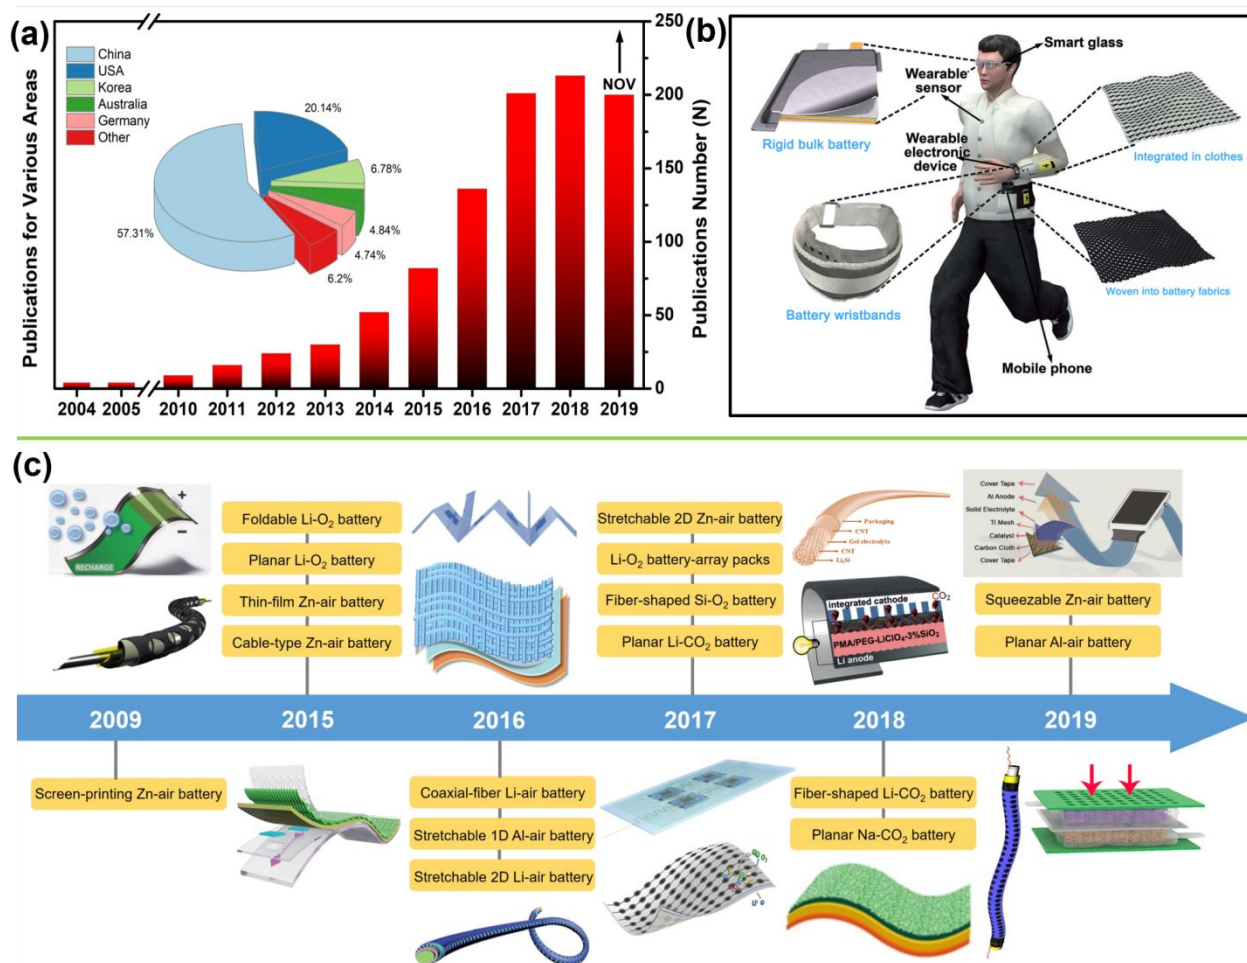 (a)
Publications for Various Areas
China
USA
Korea
Australia
Germany
Other
20.14%
6.78%
4.84%
4.74%
6.2%
57.31%
NOV
250
200
150
100
50
0
Publications Number (N)
2004 2005 2010 2011 2012 2013 2014 2015 2016 2017 2018 2019
(b)
Smart glass
Wearable
sensor
Wearable
electronic
device
Rigid bulk battery
Integrated in clothes
Battery wristbands
Woven into battery fabrics
Mobile phone
(c)
RECHARGE
+
−
Foldable Li-O₂ battery
Planar Li-O₂ battery
Thin-film Zn-air battery
Cable-type Zn-air battery
Stretchable 2D Zn-air battery
Li-O₂ battery-array packs
Fiber-shaped Si-O₂ battery
Planar Li-CO₂ battery
Packaging
CNT
Gel electrolyte
CNT
Li,Si
integrated cathode
CO₂
PMA/PEG-LiClO₄-3%SiO₂
Li anode
Cover Tape
Al Anode
Solid Electrolyte
Ti Mesh
Catalyst
Carbon Cloth
Cover Tape
Squeezable Zn-air battery
Planar Al-air battery
2009 2015 2016 2017 2018 2019
Screen-printing Zn-air battery
Coaxial-fiber Li-air battery
Stretchable 1D Al-air battery
Stretchable 2D Li-air battery
Fiber-shaped Li-CO₂ battery
Planar Na-CO₂ battery